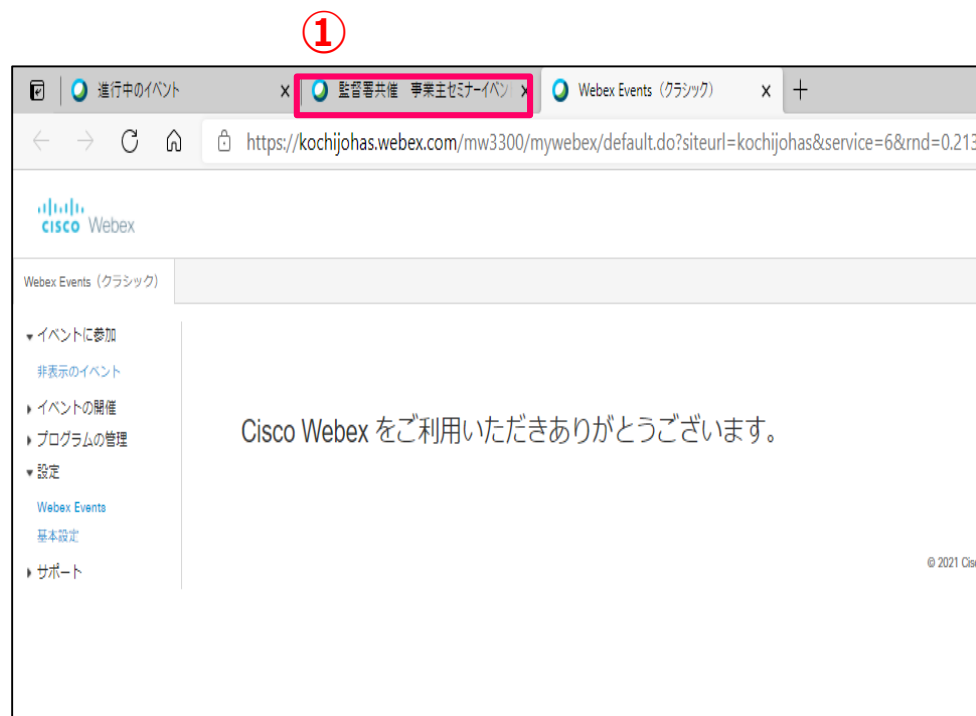 ①
進行中のイベント
監督署共催 事業主セミナーイベン
Webex Events（クラシック）
https://kochijohas.webex.com/mw3300/mywebex/default.do?siteurl=kochijohas&service=6&rnd=0.213
cisco Webex
Webex Events（クラシック）
イベントに参加
非表示のイベント
イベントの開催
プログラムの管理
設定
Webex Events
基本設定
サポート
Cisco Webex をご利用いただきありがとうございます。
© 2021 Cisc